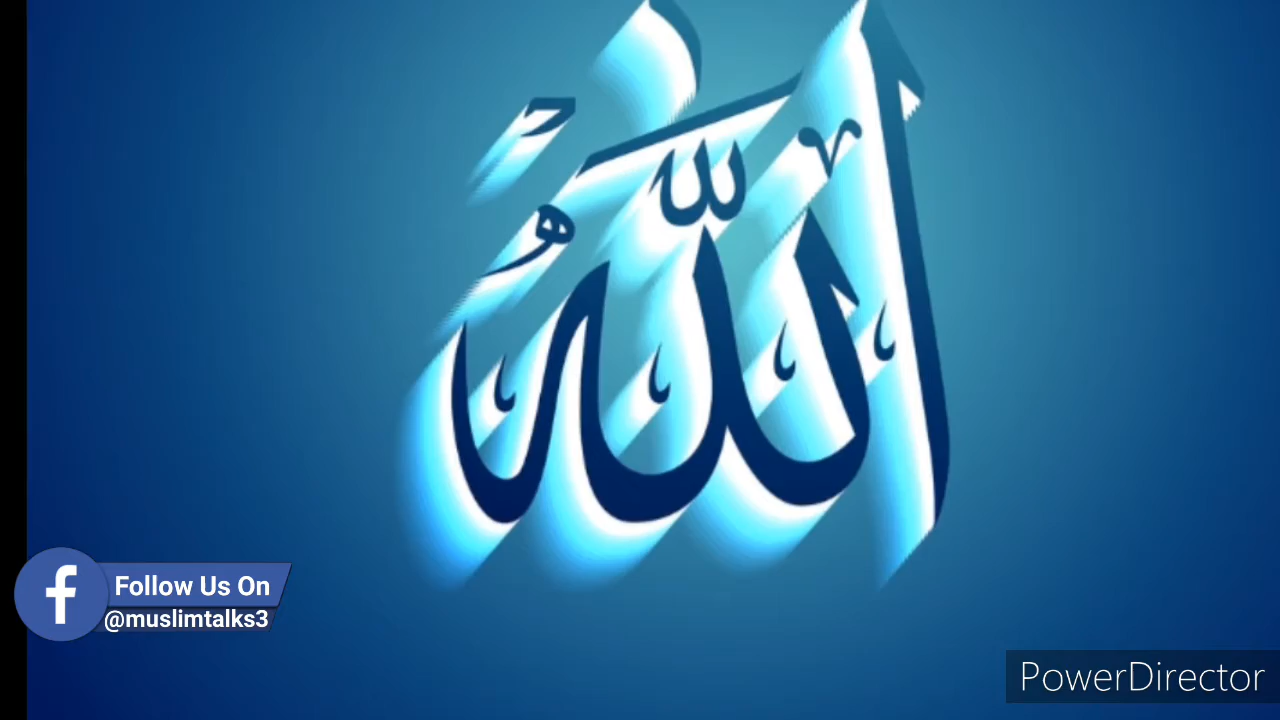 الله
f
Follow Us On
@muslimtalks3
PowerDirector